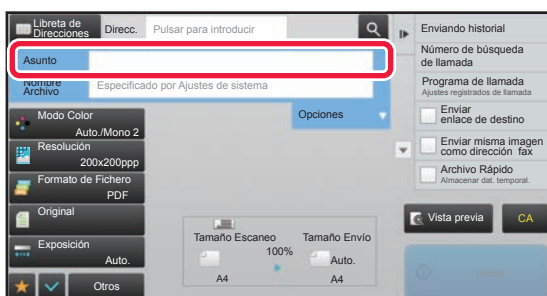 Libreta de
Direcciones
Direcc.
Pulsar para introducir
Asunto
Nombre
Archivo
Especificado por Ajustes de sistema
Opciones
Modo Color
Auto./Mono 2
Resolución
200x200ppp
Formato de Fichero
PDF
Original
Exposición
Auto.
Otros
Tamaño Escaneo
100%
Tamaño Envío
Auto.
A4
A4
Enviando historial
Número de búsqueda
de llamada
Programa de llamada
Ajustes registrados de llamada
Enviar
enlace de destino
Enviar misma imagen
como dirección fax
Archivo Rápido
Almacenar dat. temporal.
Vista previa
CA
Iniciar